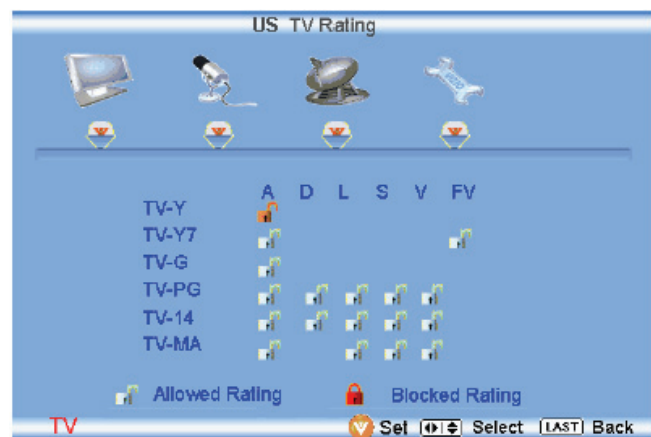 US TV Rating
A D L S V FV
TV-Y
TV-Y7
TV-G
TV-PG
TV-14
TV-MA
Allowed Rating Blocked Rating
TV Set Select LAST Back